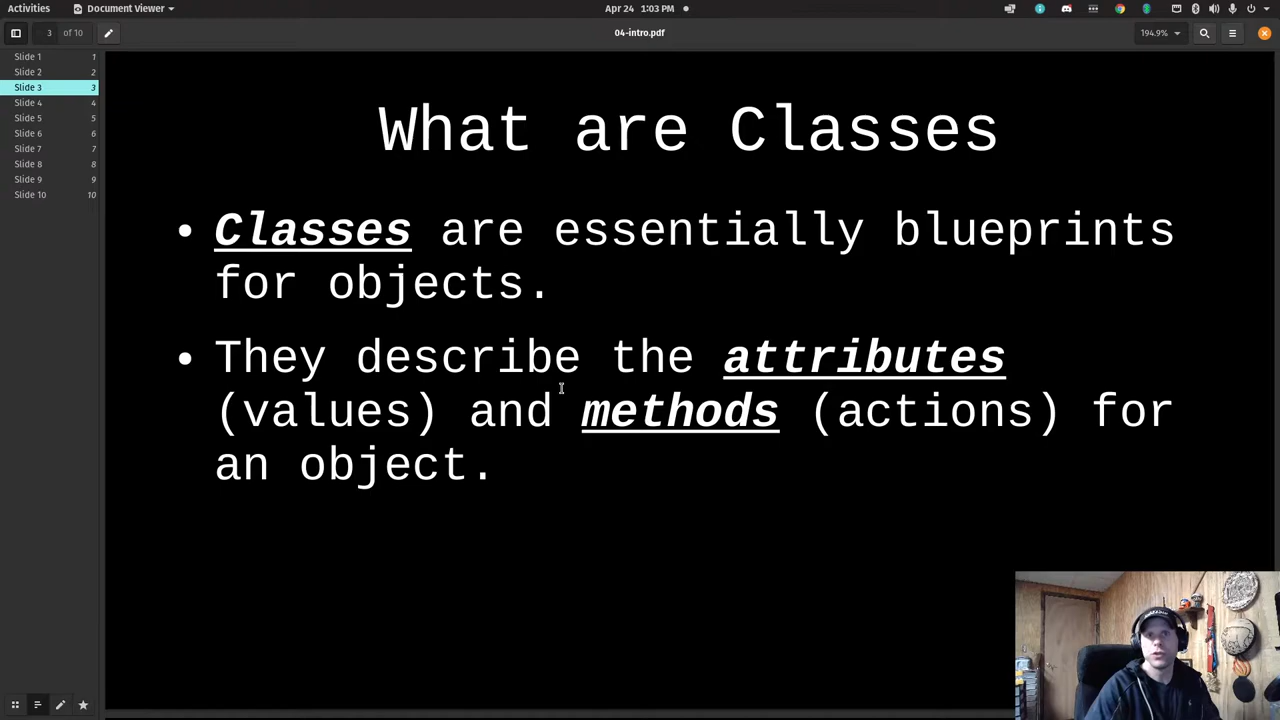 Activities
Document Viewer
Apr 24 1:03 PM
3 of 10
04-intro.pdf
194.9%
Slide 1 1
Slide 2 2
Slide 3 3
Slide 4 4
Slide 5 5
Slide 6 6
Slide 7 7
Slide 8 8
Slide 9 9
Slide 10 10
What are Classes
• Classes are essentially blueprints
for objects.
• They describe the attributes
(values) and methods (actions) for
an object.